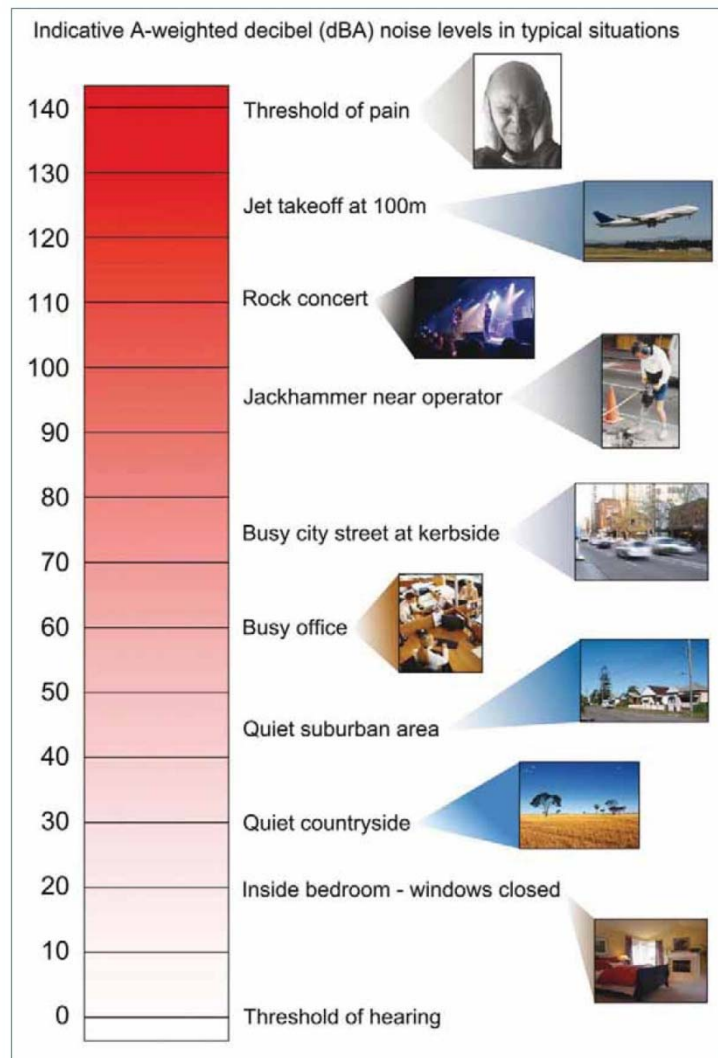 Indicative A-weighted decibel (dBA) noise levels in typical situations
140
Threshold of pain
130
Jet takeoff at 100m
120
110
Rock concert
100
Jackhammer near operator
90
80
Busy city street at kerbside
70
60
Busy office
50
Quiet suburban area
40
30
Quiet countryside
20
Inside bedroom - windows closed
10
0
Threshold of hearing